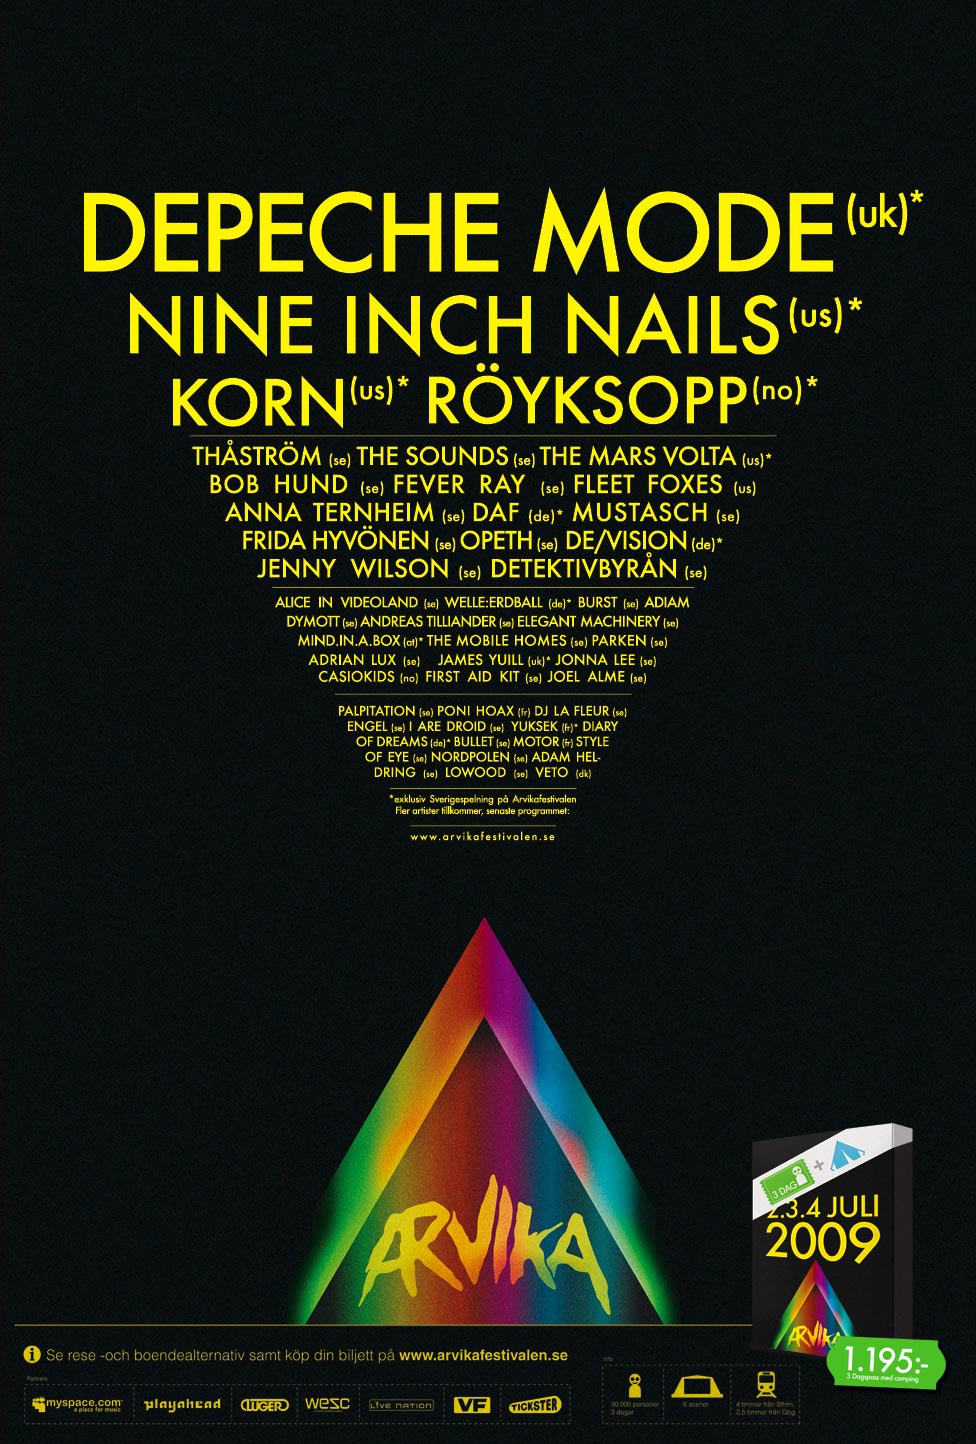 DEPECHE MODE (uk)*
NINE INCH NAILS (us)*
KORN (us)* RÖYKSOPP (no)*
THÅSTRÖM (se) THE SOUNDS (se) THE MARS VOLTA (us)*
BOB HUND (se) FEVER RAY (se) FLEET FOXES (us)
ANNA TERNHEIM (se) DAF (de)* MUSTASCH (se)
FRIDA HYVÖNEN (se) OPETH (se) DE/VISION (de)*
JENNY WILSON (se) DETEKTIVBYRÅN (se)
ALICE IN VIDEOLAND (se) WELLE:ERDBALL (de)* BURST (se) ADIAM
DYMOTT (se) ANDREAS TILLIANDER (se) ELEGANT MACHINERY (se)
MIND.IN.A.BOX (at)* THE MOBILE HOMES (se) PARKEN (se)
ADRIAN LUX (se) JAMES YUILL (uk)* JONNA LEE (se)
CASIOKIDS (no) FIRST AID KIT (se) JOEL ALME (se)
PALPITATION (se) PONI HOAX (fr) DJ LA FLEUR (se)
ENGEL (se) I ARE DROID (se) YUKSEK (fr)* DIARY
OF DREAMS (de)* BULLET (se) MOTOR (fr) STYLE
OF EYE (se) NORDPOLEN (se) ADAM HEL-
DRING (se) LOWOOD (se) VETO (dk)
*exklusiv Sverigespelning på Arvikafestivalen
Fler artister tillkommer, senaste programmet:
www.arvikafestivalen.se
ARVIKA
3 DAG +
2.3.4 JULI
2009
ARVIKA
1.195:-
3 Dagspass med camping
i Se rese -och boendealternativ samt köp din biljett på www.arvikafestivalen.se
Partners
myspace.com
a place for music
playahead
LUGER
WeSC
LIVE NATION
VF
TICKSTER
Info
30.000 personer
3 dagar
6 scener
4 timmar från Sthlm,
2,5 timmar från Gbg